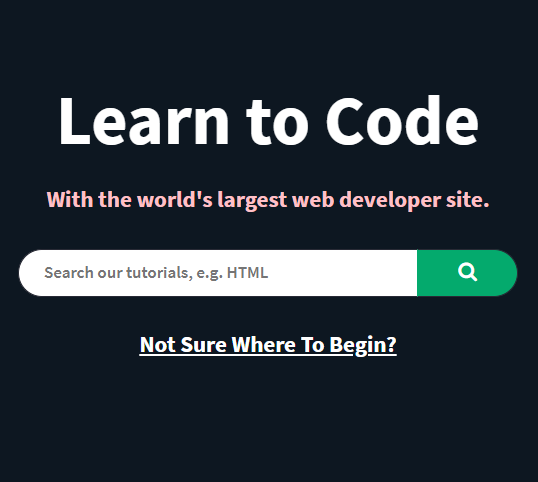 Learn to Code
With the world's largest web developer site.
Search our tutorials, e.g. HTML
Not Sure Where To Begin?